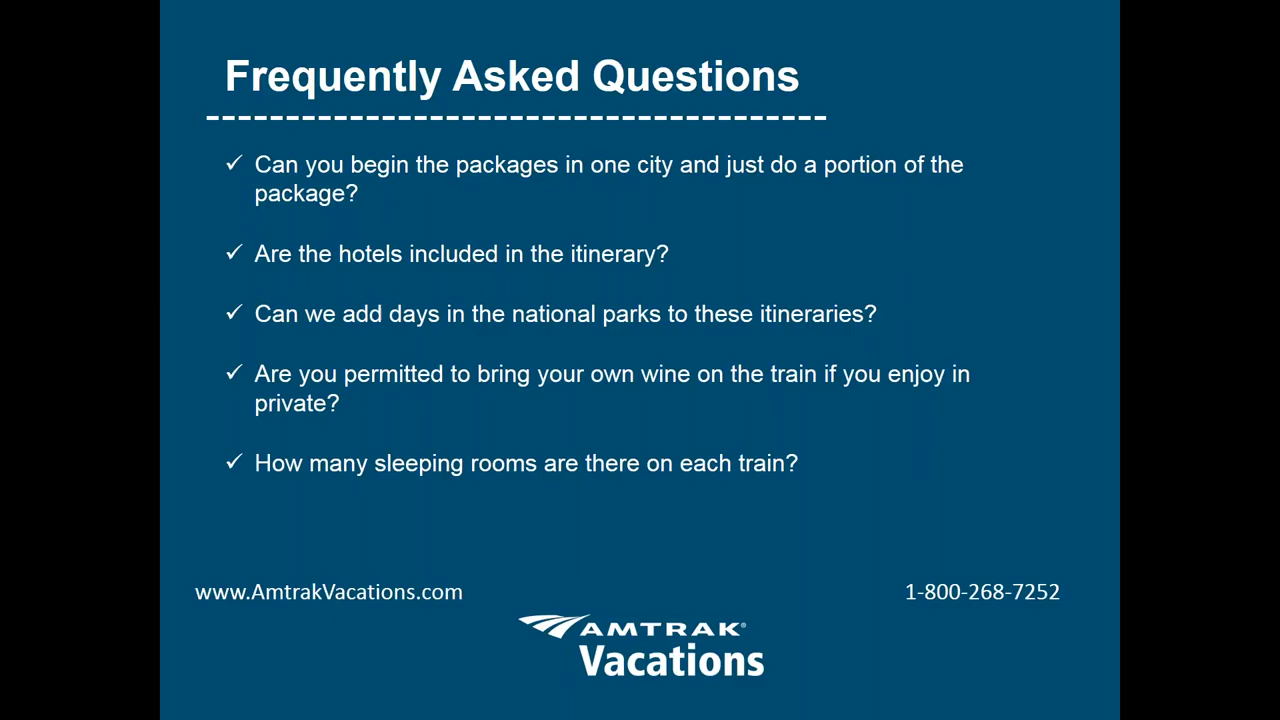 Frequently Asked Questions
✓ Can you begin the packages in one city and just do a portion of the
package?
✓ Are the hotels included in the itinerary?
✓ Can we add days in the national parks to these itineraries?
✓ Are you permitted to bring your own wine on the train if you enjoy in
private?
✓ How many sleeping rooms are there on each train?
www.AmtrakVacations.com
1-800-268-7252
AMTRAK®
Vacations